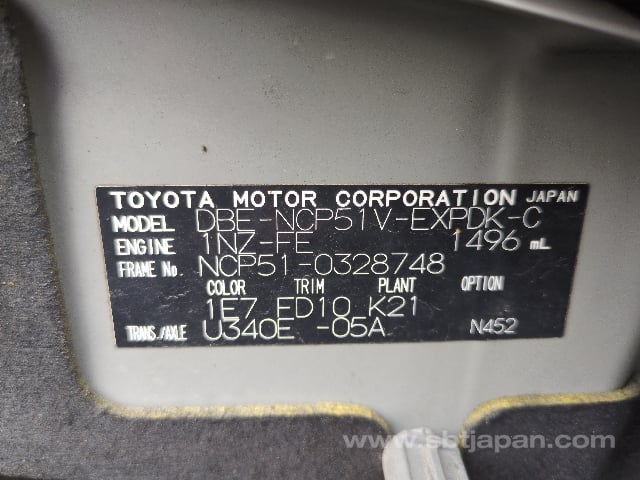 TOYOTA MOTOR CORPORATION JAPAN
MODEL DBE-NCP51V-EXPDK-C
ENGINE 1NZ-FE 1496 mL
FRAME No. NCP51-0328748
COLOR TRIM PLANT OPTION
1E7 FD10 K21
TRANS./AXLE U340E -05A N452
www.sbtjapan.com